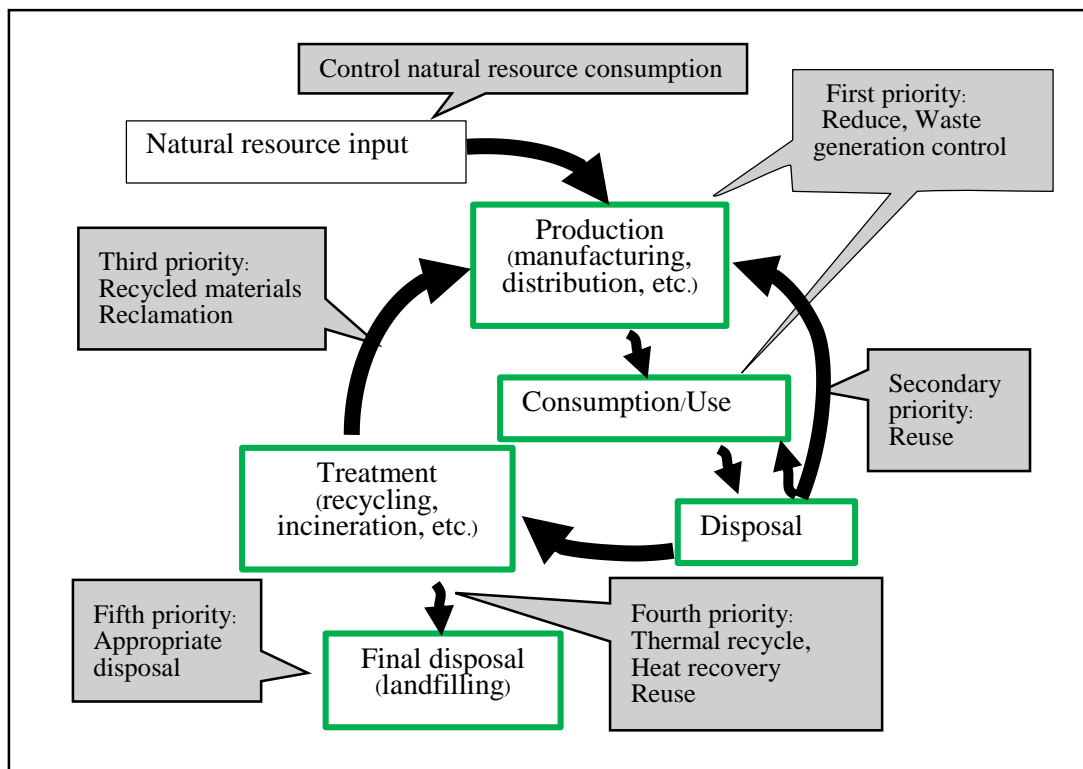 Control natural resource consumption
First priority:
Reduce, Waste
generation control
Natural resource input
Production
(manufacturing,
distribution, etc.)
Third priority:
Recycled materials
Reclamation
Consumption/Use
Secondary
priority:
Reuse
Treatment
(recycling,
incineration, etc.)
Disposal
Fifth priority:
Appropriate
disposal
Final disposal
(landfilling)
Fourth priority:
Thermal recycle,
Heat recovery
Reuse